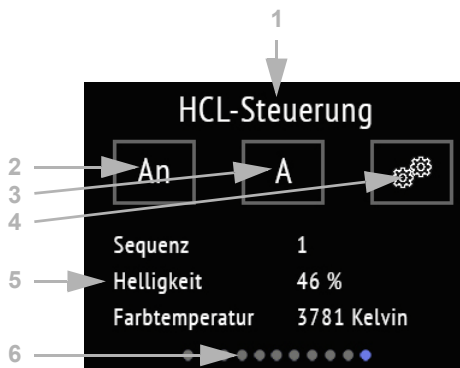 1
HCL-Steuerung
2
3
4
An A
Sequenz 1
5
Helligkeit 46 %
Farbtemperatur 3781 Kelvin
6